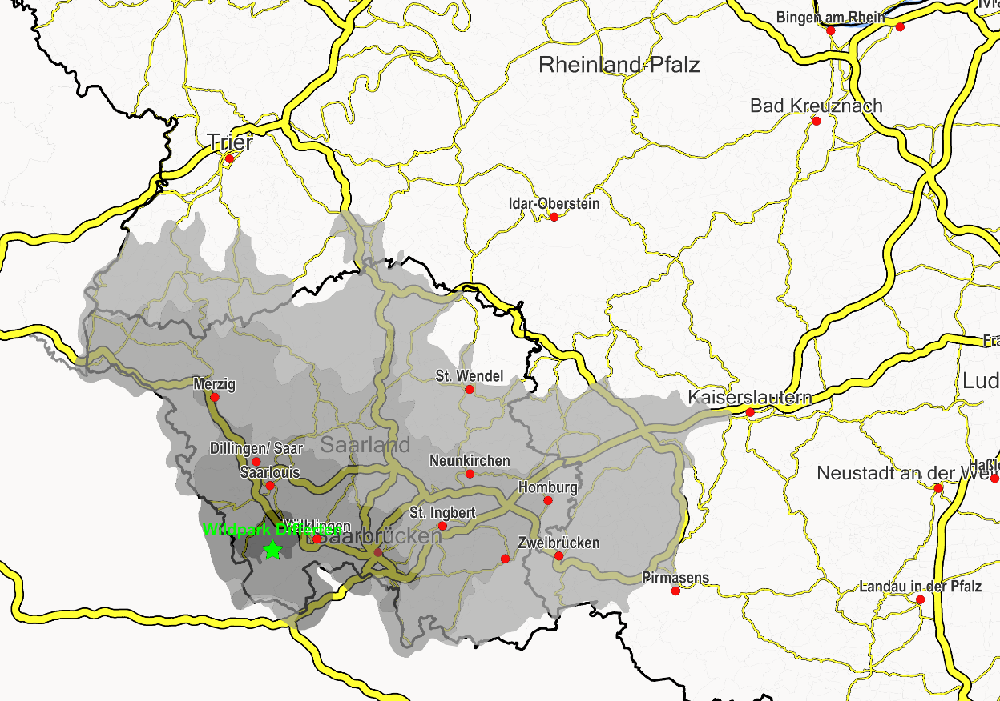 Bingen am Rhein
Rheinland-Pfalz
Bad Kreuznach
Trier
Idar-Oberstein
St. Wendel
Merzig
Kaiserslautern
Saarland
Dillingen/ Saar
Saarlouis
Neunkirchen
Homburg
Neustadt an der We
Haßlo
St. Ingbert
Völklingen
Wildpark Differten
Saarbrücken
Zweibrücken
Pirmasens
Landau in der Pfalz
Fra
Lud